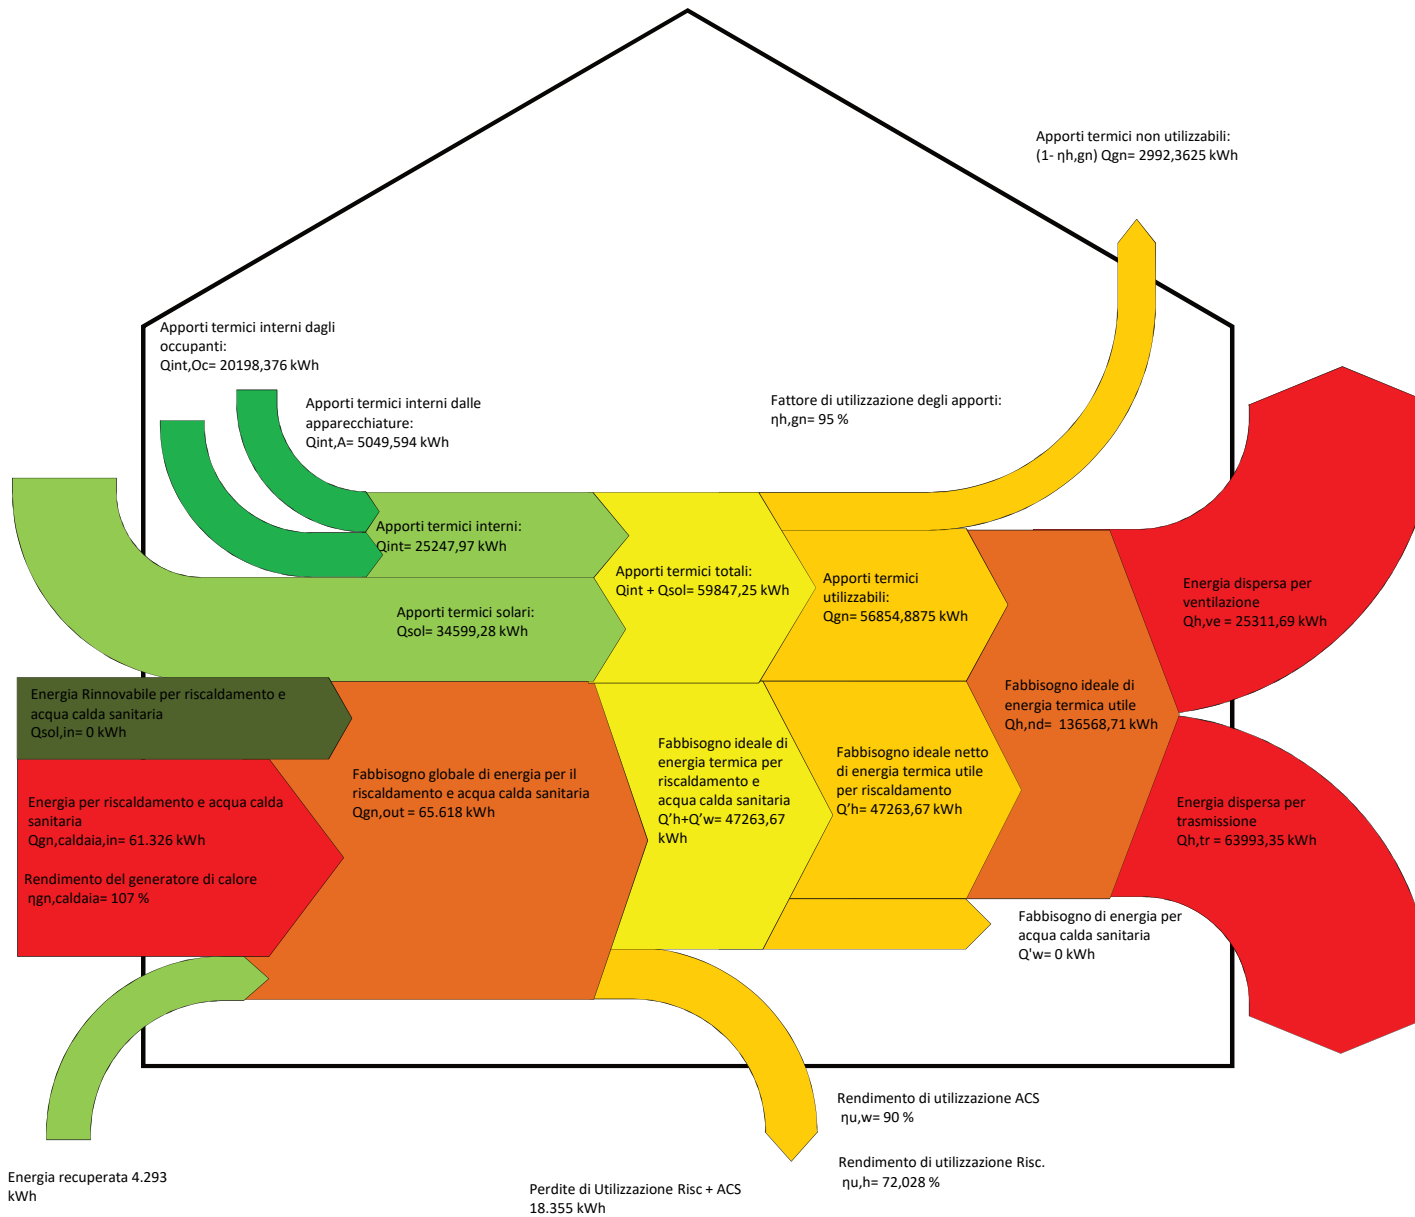 Apporti termici non utilizzabili:
(1- ηh,gn) Qgn= 2992,3625 kWh
Apporti termici interni dagli
occupanti:
Qint,Oc= 20198,376 kWh
Apporti termici interni dalle
apparecchiature:
Qint,A= 5049,594 kWh
Fattore di utilizzazione degli apporti:
ηh,gn= 95 %
Apporti termici interni:
Qint= 25247,97 kWh
Apporti termici totali:
Qint + Qsol= 59847,25 kWh
Apporti termici
utilizzabili:
Qgn= 56854,8875 kWh
Energia dispersa per
ventilazione
Qh,ve = 25311,69 kWh
Apporti termici solari:
Qsol= 34599,28 kWh
Energia Rinnovabile per riscaldamento e
acqua calda sanitaria
Qsol,in= 0 kWh
Fabbisogno ideale di
energia termica utile
Qh,nd=  136568,71 kWh
Fabbisogno globale di energia per il
riscaldamento e acqua calda sanitaria
Qgn,out = 65.618 kWh
Fabbisogno ideale di
energia termica per
riscaldamento e
acqua calda sanitaria
Q’h+Q’w= 47263,67
kWh
Fabbisogno ideale netto
di energia termica utile
per riscaldamento
Q’h= 47263,67 kWh
Energia per riscaldamento e acqua calda
sanitaria
Qgn,caldaia,in= 61.326 kWh
Rendimento del generatore di calore
ηgn,caldaia= 107 %
Energia dispersa per
trasmissione
Qh,tr = 63993,35 kWh
Fabbisogno di energia per
acqua calda sanitaria
Q'w= 0 kWh
Rendimento di utilizzazione ACS
ηu,w= 90 %
Rendimento di utilizzazione Risc.
ηu,h= 72,028 %
Energia recuperata 4.293
kWh
Perdite di Utilizzazione Risc + ACS
18.355 kWh